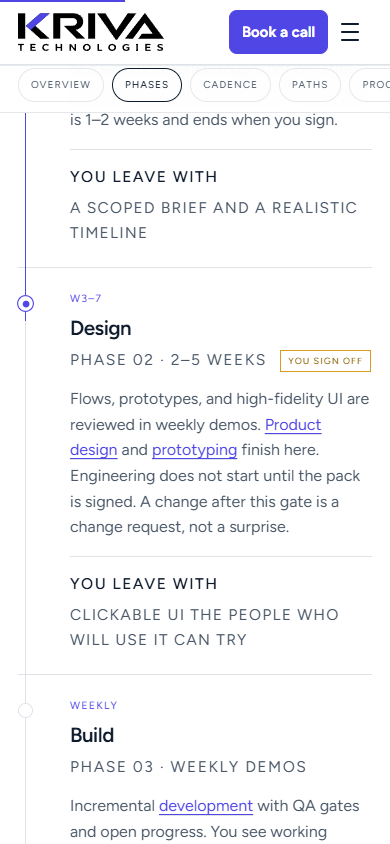 KRIVA
TECHNOLOGIES
Book a call
OVERVIEW
PHASES
CADENCE
PATHS
PROC
is 1–2 weeks and ends when you sign.
YOU LEAVE WITH
A SCOPED BRIEF AND A REALISTIC
TIMELINE
W3–7
Design
PHASE 02 · 2–5 WEEKS
YOU SIGN OFF
Flows, prototypes, and high-fidelity UI are
reviewed in weekly demos. Product
design and prototyping finish here.
Engineering does not start until the pack
is signed. A change after this gate is a
change request, not a surprise.
YOU LEAVE WITH
CLICKABLE UI THE PEOPLE WHO
WILL USE IT CAN TRY
WEEKLY
Build
PHASE 03 · WEEKLY DEMOS
Incremental development with QA gates
and open progress. You see working